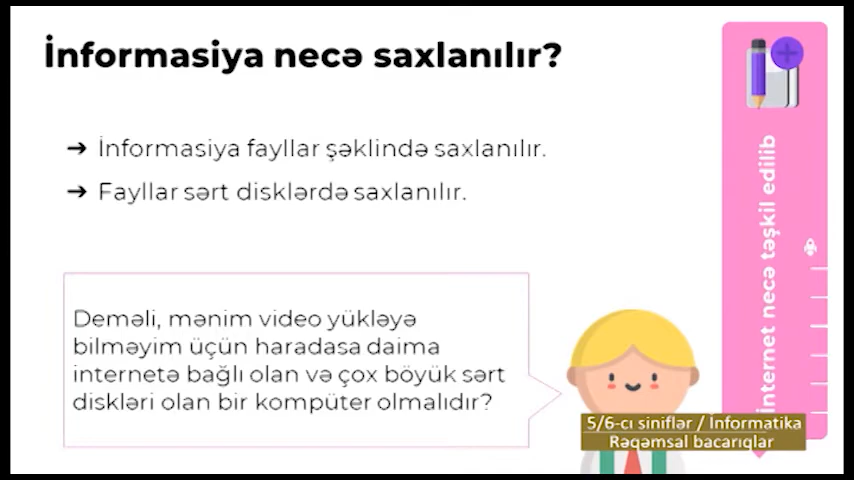 İnformasiya necə saxlanılır?
➔ İnformasiya fayllar şəklində saxlanılır.
➔ Fayllar sərt disklərdə saxlanılır.
Deməli, mənim video yükləyə
bilməyim üçün haradasa daima
internetə bağlı olan və çox böyük sərt
diskləri olan bir kompüter olmalıdır?
İnternet necə təşkil edilib
5/6-cı siniflər / İnformatika
Rəqəmsal bacarıqlar